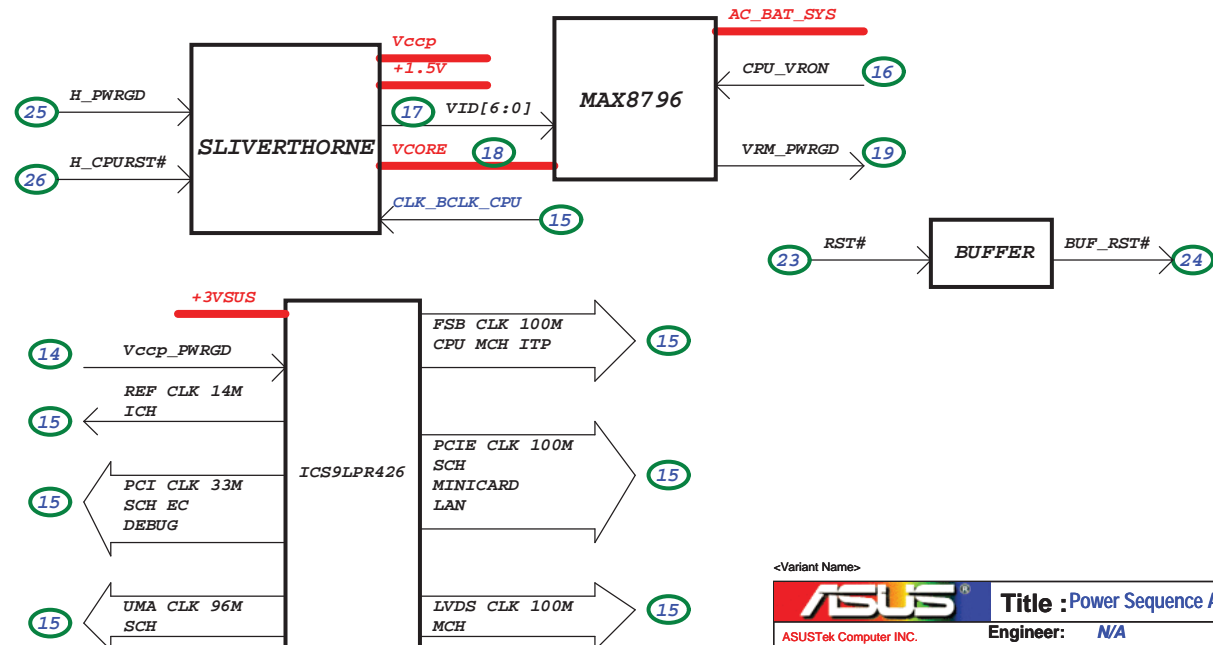 AC_BAT_SYS
Vccp
+1.5V
CPU_VRON
16
H_PWRGD
25
17
VID[6:0]
MAX8796
SLIVERTHORNE
VCORE
18
VRM_PWRGD
19
H_CPURST#
26
CLK_BCLK_CPU
15
RST#
23
BUFFER
BUF_RST#
24
+3VSUS
FSB CLK 100M
CPU MCH ITP
15
14
Vccp_PWRGD
REF CLK 14M
ICH
15
ICS9LPR426
PCIE CLK 100M
SCH
MINICARD
LAN
15
PCI CLK 33M
SCH EC
DEBUG
15
UMA CLK 96M
SCH
15
LVDS CLK 100M
MCH
15
<Variant Name>
ASUS®
Title : Power Sequence A
ASUSTek Computer INC.
Engineer: N/A